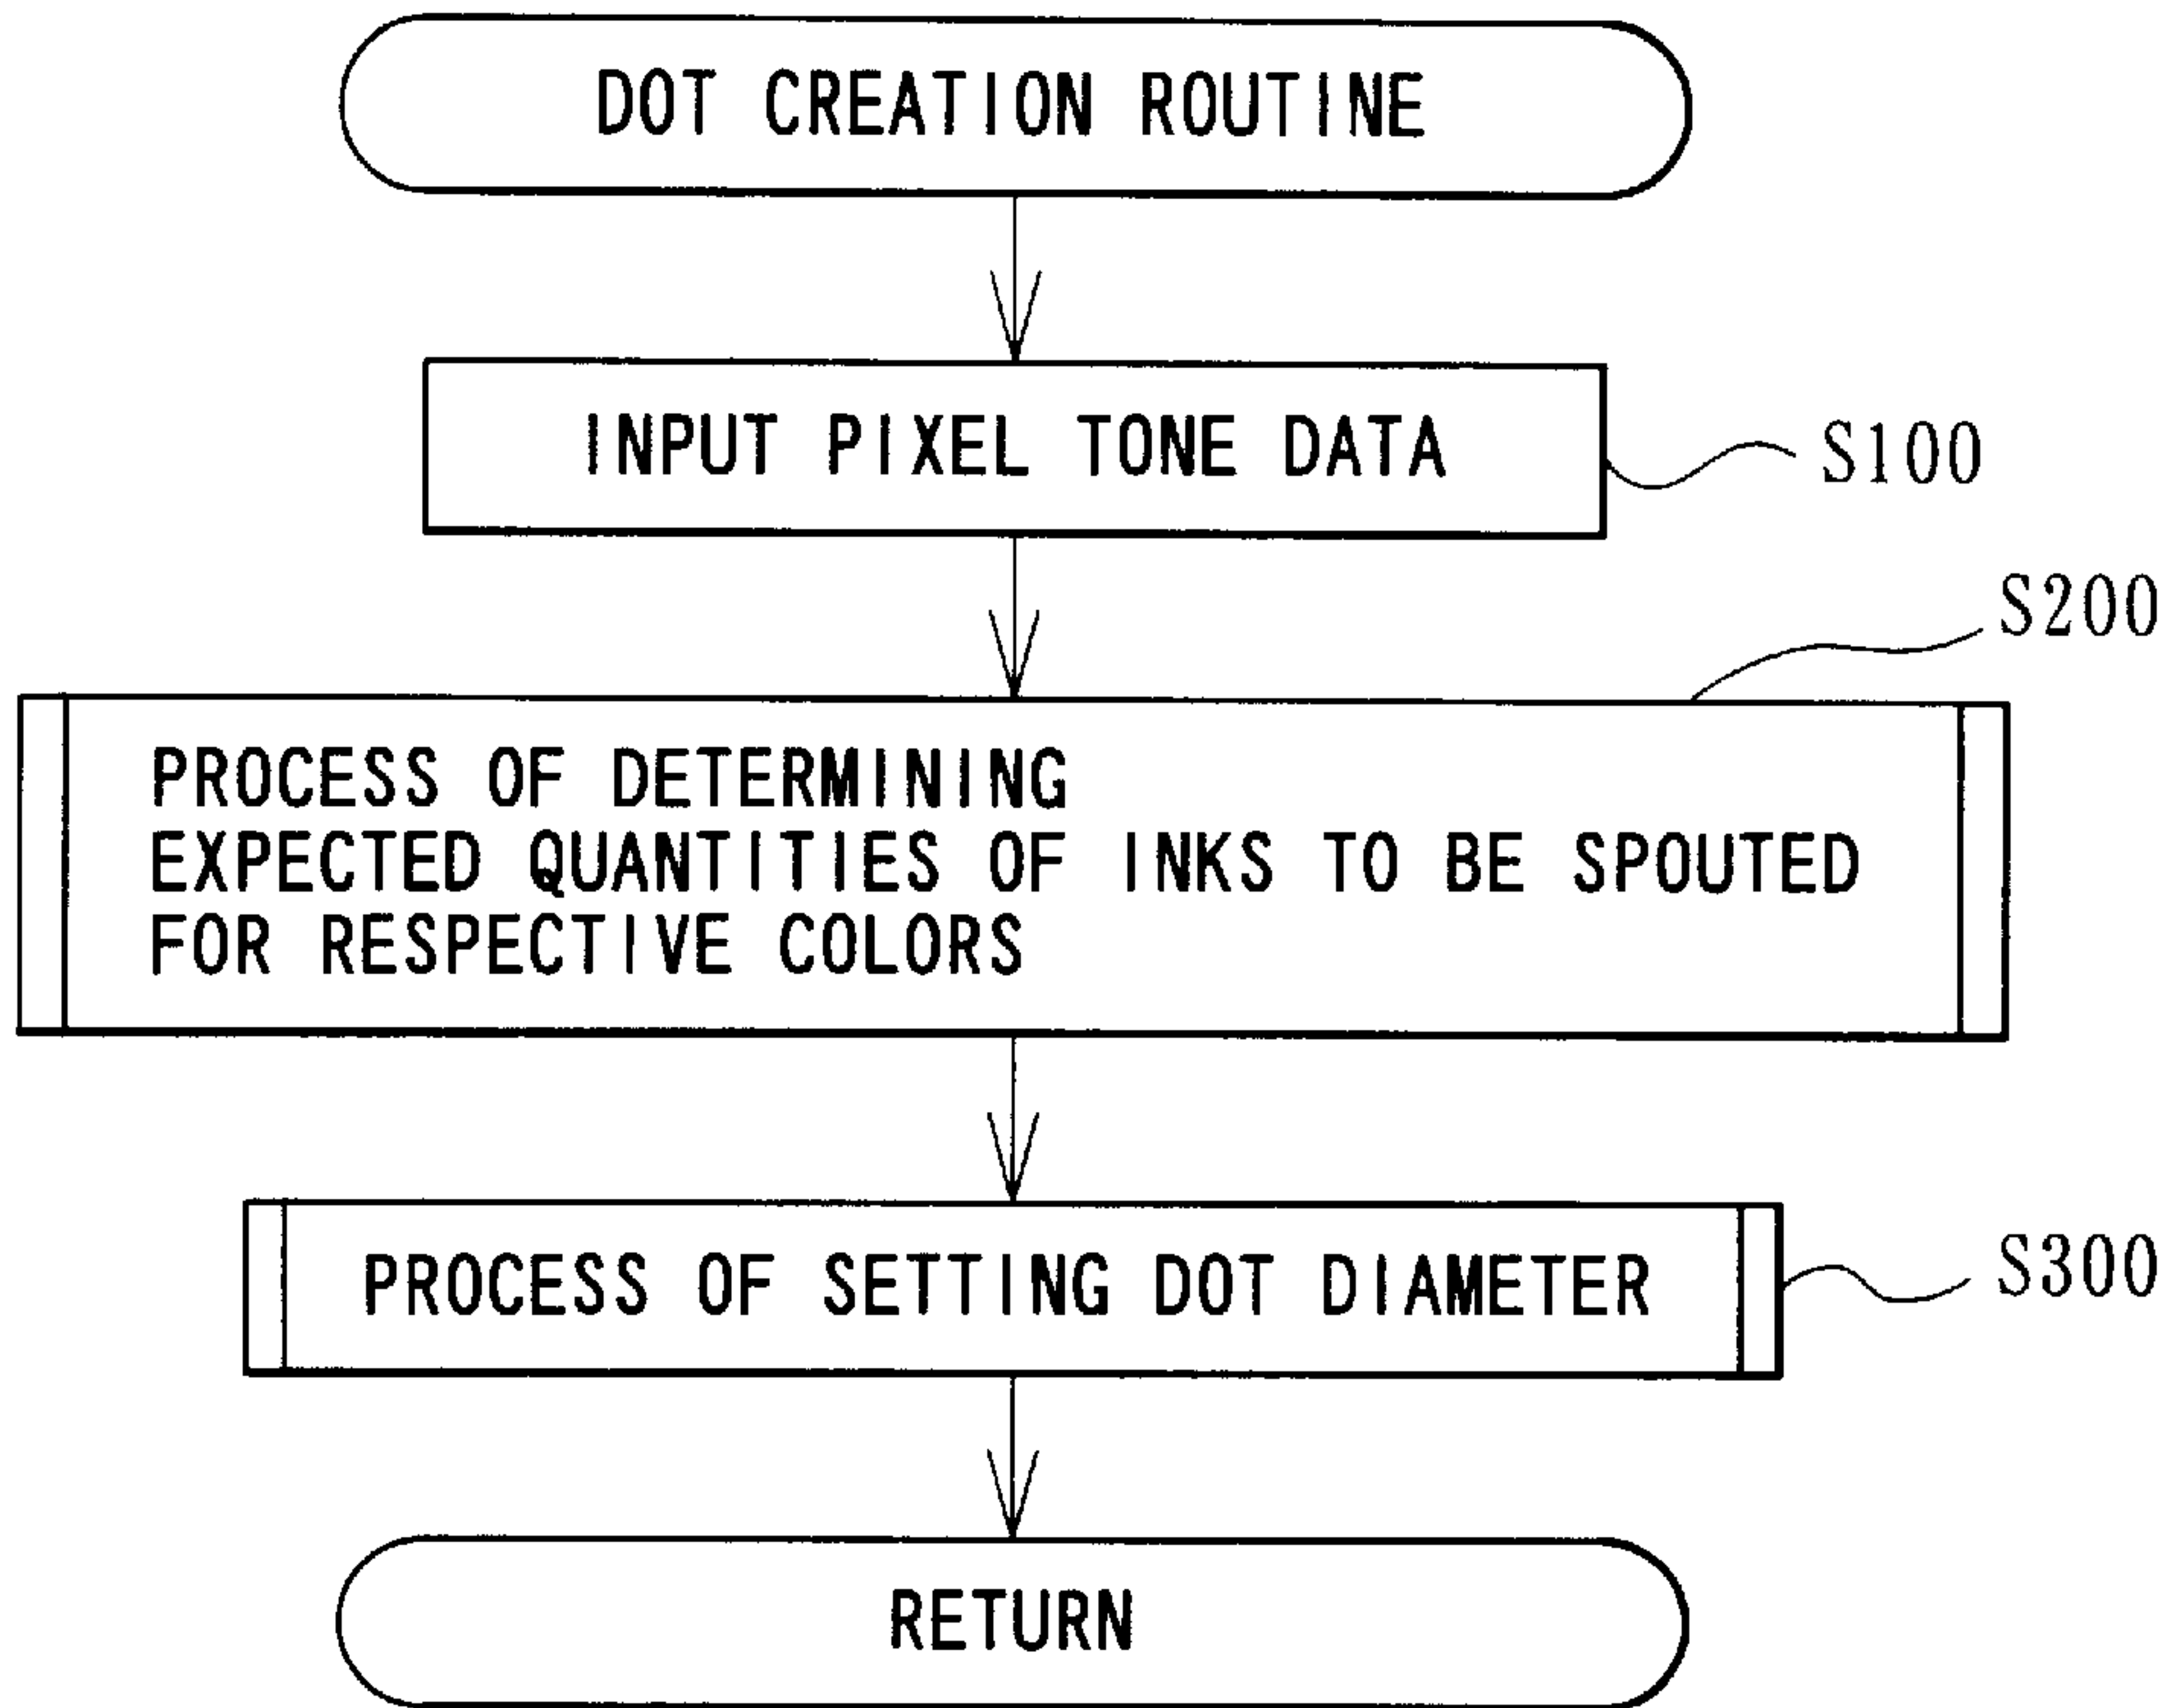 DOT CREATION ROUTINE
INPUT PIXEL TONE DATA
S100
S200
PROCESS OF DETERMINING
EXPECTED QUANTITIES OF INKS TO BE SPOUTED
FOR RESPECTIVE COLORS
PROCESS OF SETTING DOT DIAMETER
S300
RETURN